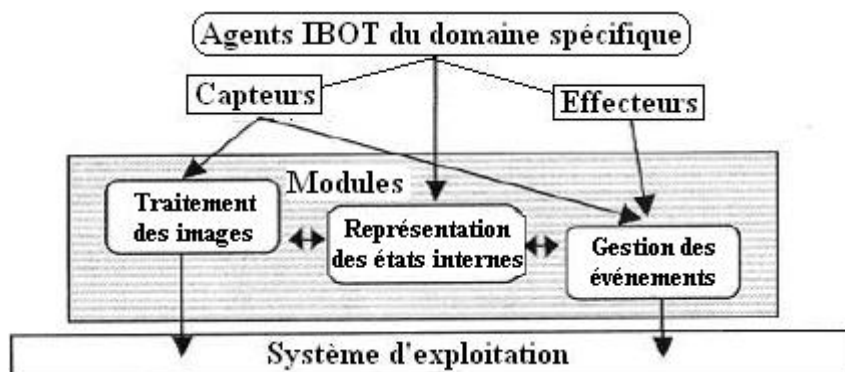 Agents IBOT du domaine spécifique
Capteurs
Effecteurs
Modules
Traitement
des images
Représentation
des états internes
Gestion des
événements
Système d'exploitation